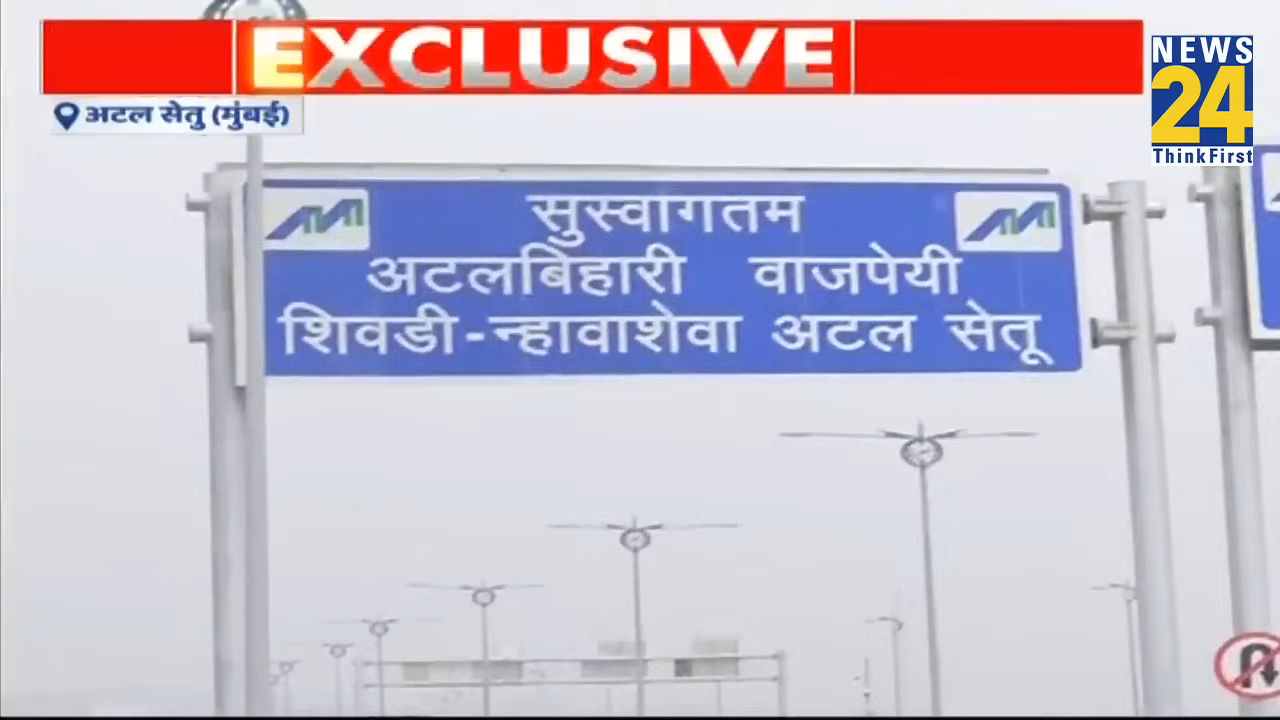 EXCLUSIVE
अटल सेतु (मुंबई)
NEWS
24
ThinkFirst
सुस्वागतम
अटलबिहारी वाजपेयी
शिवडी-न्हावाशेवा अटल सेतू